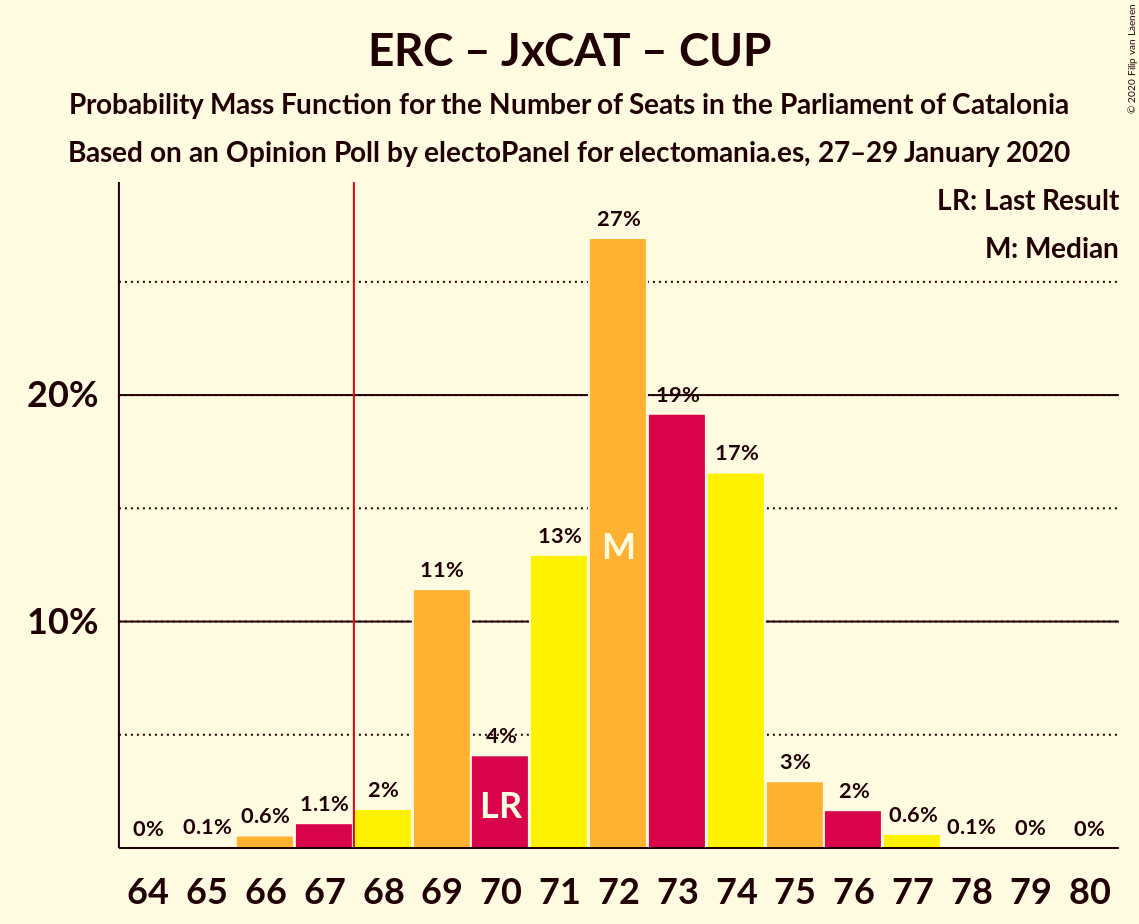 ERC – JxCAT – CUP
Probability Mass Function for the Number of Seats in the Parliament of Catalonia
Based on an Opinion Poll by electoPanel for electomania.es, 27–29 January 2020
© 2020 Filip van Laenen
LR: Last Result
M: Median
27%
20%
19%
17%
13%
M
11%
10%
4%
3%
2%
2%
LR
1.1%
0.6%
0.6%
0%
0.1%
0.1%
0%
0%
64 65 66 67 68 69 70 71 72 73 74 75 76 77 78 79 80